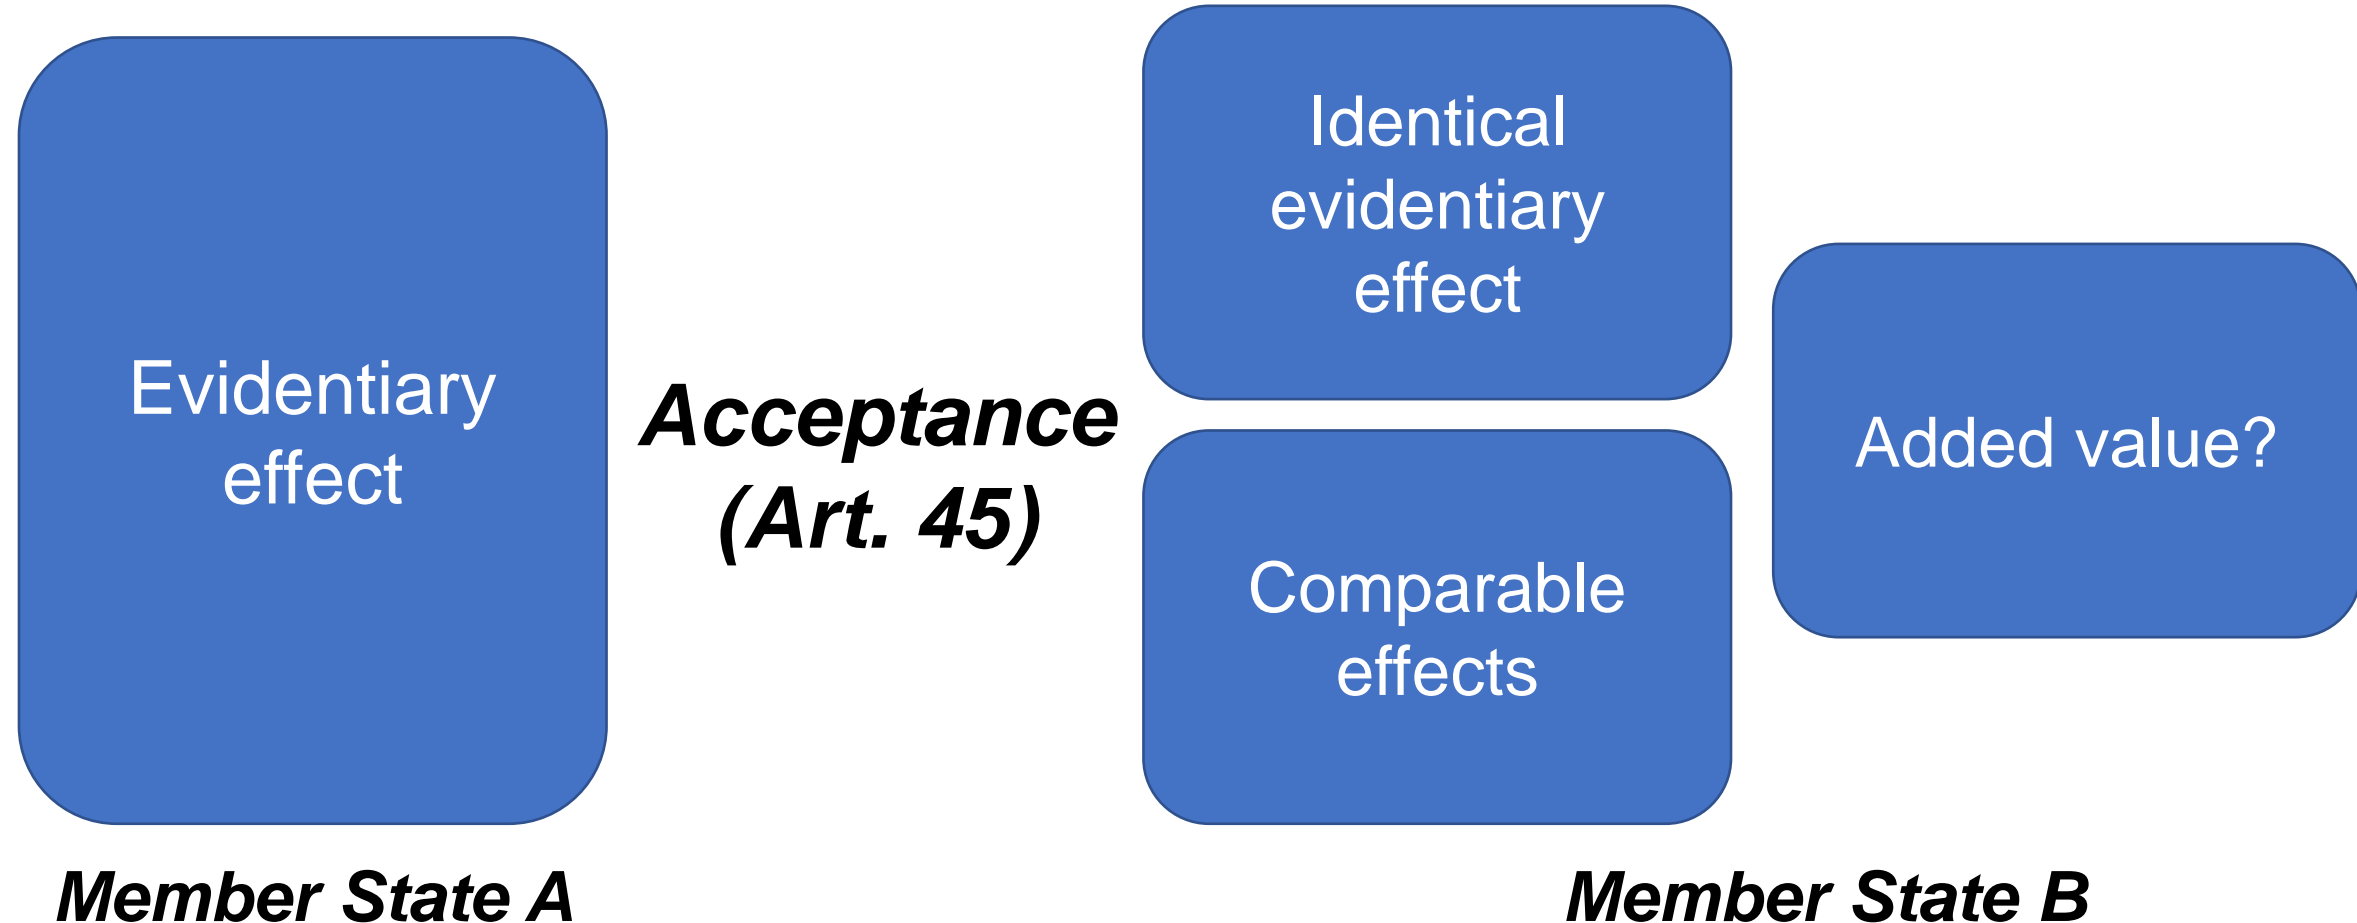 Evidentiary
effect
Acceptance
(Art. 45)
Identical
evidentiary
effect
Comparable
effects
Added value?
Member State A
Member State B